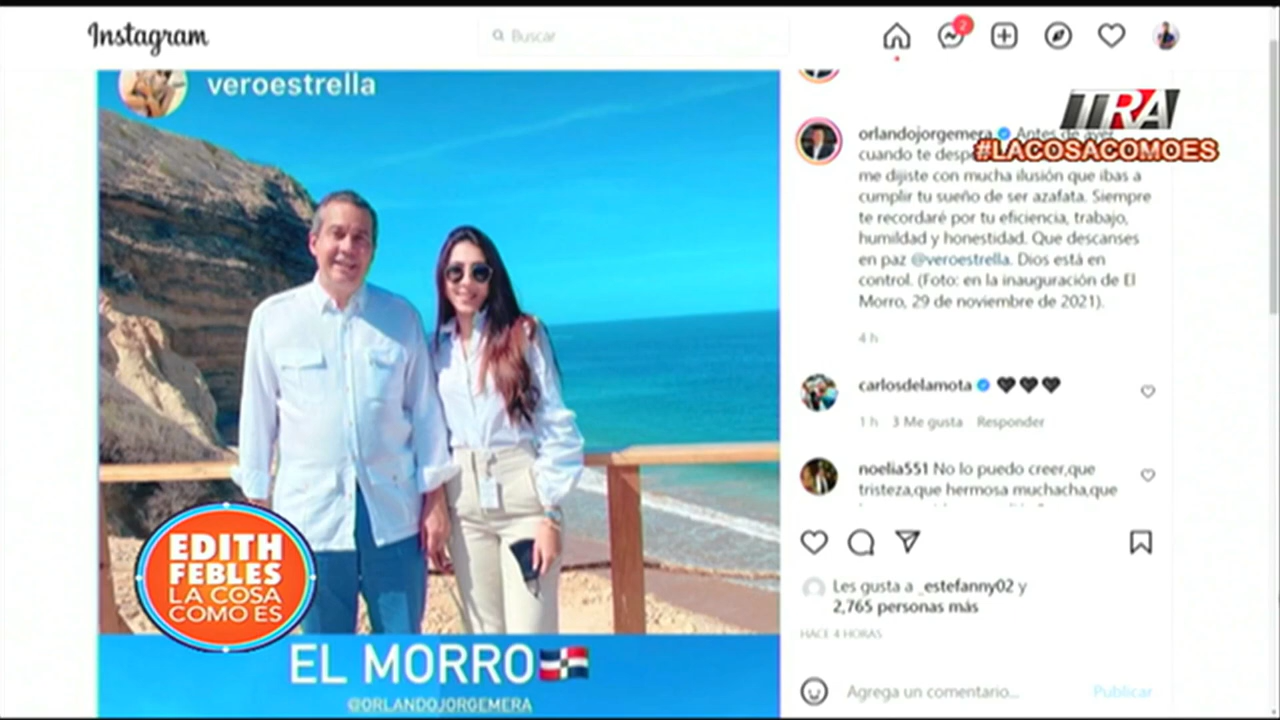 Instagram
Buscar
2
veroestrella
TRA
#LACOSACOMOES
orlandojorgemera Antes de ayer
cuando te
me dijiste con mucha ilusión que ibas a
cumplir tu sueño de ser azafata. Siempre
te recordaré por tu eficiencia, trabajo,
humildad y honestidad. Que descanses
en paz @veroestrella. Dios está en
control. (Foto: en la inauguración de El
Morro, 29 de noviembre de 2021).
4 h
carlosdelamota 🖤🖤🖤
1 h 3 Me gusta Responder
noelia551 No lo puedo creer,que
tristeza,que hermosa muchacha,que
EDITH
FEBLES
LA COSA
COMO ES
Les gusta a _estefanny02 y
2,765 personas más
HACE 4 HORAS
EL MORRO🇩🇴
@ORLANDOJORGEMERA
Agrega un comentario...
Publicar